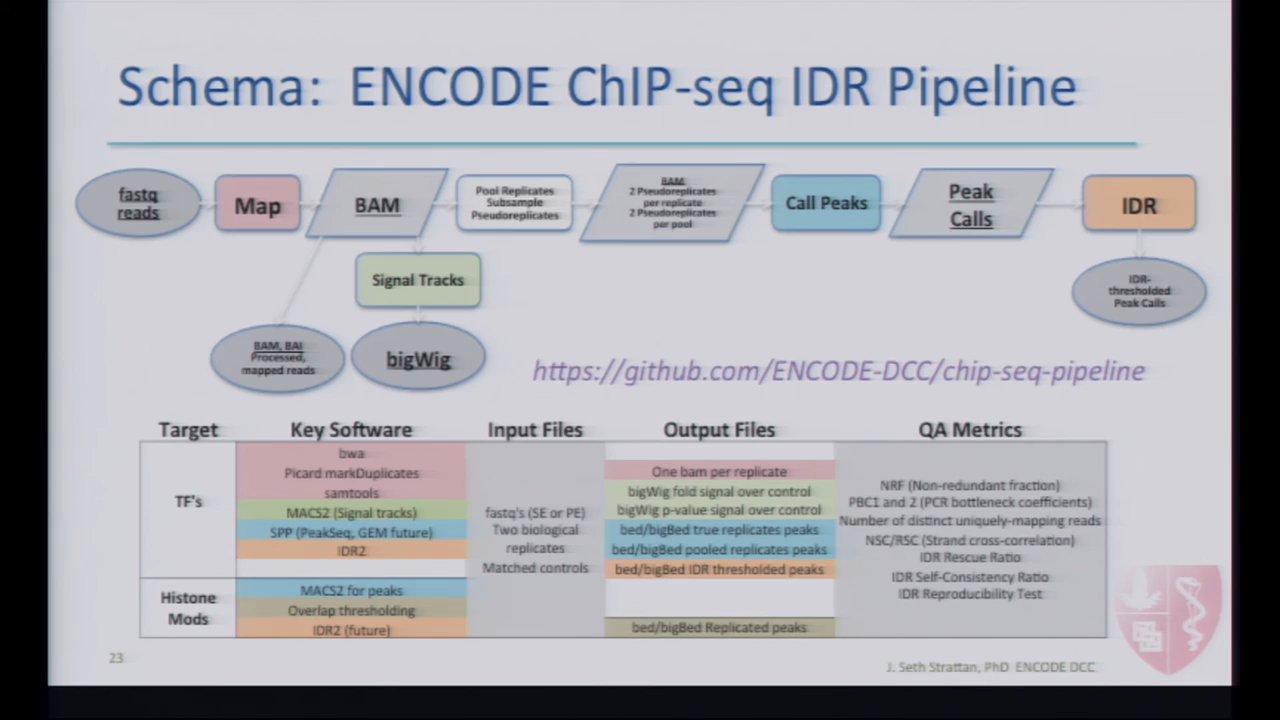 Schema: ENCODE ChIP-seq IDR Pipeline
fastq
reads
Map
BAM
Pool Replicates
Subsample
Pseudoreplicates
BAM
2 Pseudoreplicates
per replicate
2 Pseudoreplicates
per pool
Call Peaks
Peak
Calls
IDR
Signal Tracks
IDR-
thresholded
Peak Calls
BAM, BAI
Processed,
mapped reads
bigWig
https://github.com/ENCODE-DCC/chip-seq-pipeline
Target
Key Software
Input Files
Output Files
QA Metrics
TF's
bwa
Picard markDuplicates
samtools
MACS2 (Signal tracks)
SPP (PeakSeq, GEM future)
IDR2
fastq's (SE or PE)
Two biological
replicates
Matched controls
One bam per replicate
bigWig fold signal over control
bigWig p-value signal over control
bed/bigBed true replicates peaks
bed/bigBed pooled replicates peaks
bed/bigBed IDR thresholded peaks
NRF (Non-redundant fraction)
PBC1 and 2 (PCR bottleneck coefficients)
Number of distinct uniquely-mapping reads
NSC/RSC (Strand cross-correlation)
IDR Rescue Ratio
IDR Self-Consistency Ratio
IDR Reproducibility Test
Histone
Mods
MACS2 for peaks
Overlap thresholding
IDR2 (future)
bed/bigBed Replicated peaks
23
J. Seth Strattan, PhD ENCODE DCC